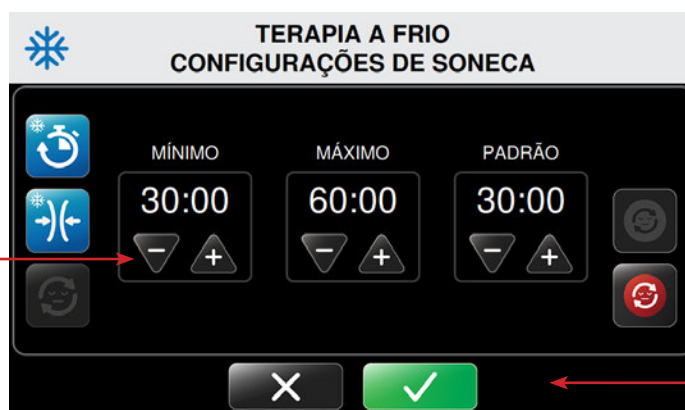 TERAPIA A FRIO
CONFIGURAÇÕES DE SONECA
MÍNIMO MÁXIMO PADRÃO
30:00 60:00 30:00